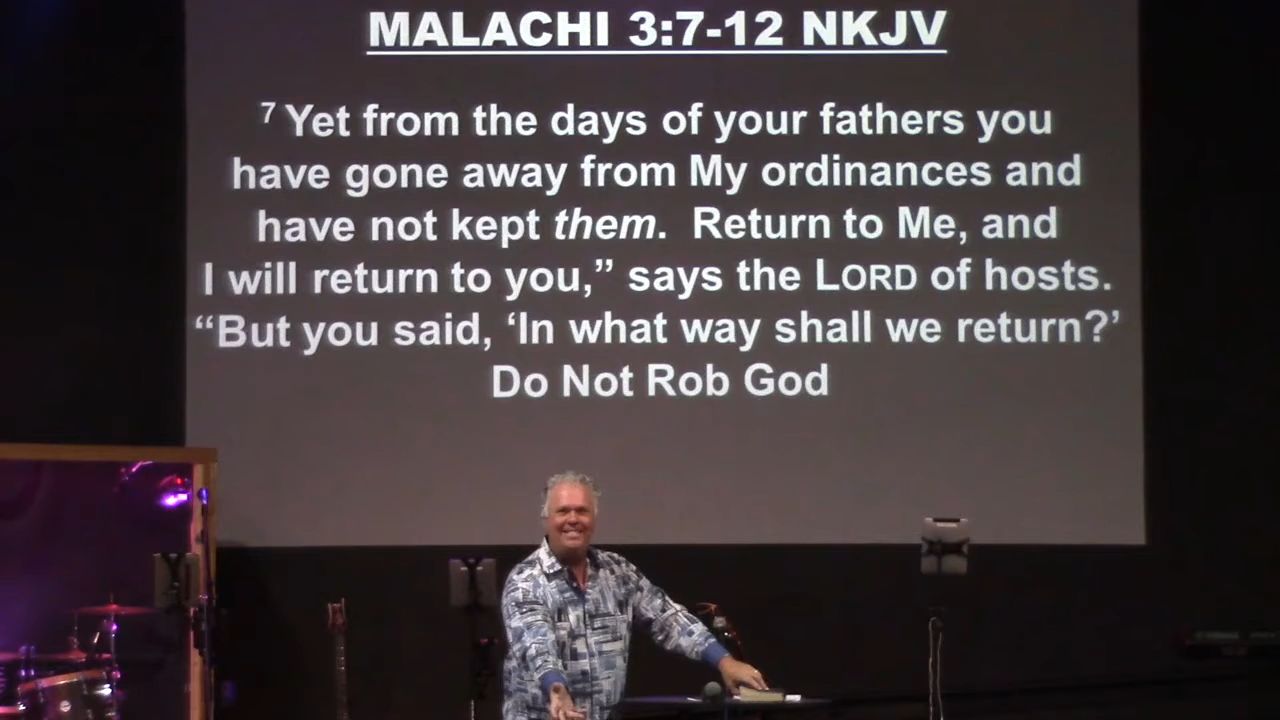 MALACHI 3:7-12 NKJV
7 Yet from the days of your fathers you
have gone away from My ordinances and
have not kept them. Return to Me, and
I will return to you,” says the LORD of hosts.
“But you said, ‘In what way shall we return?’
Do Not Rob God